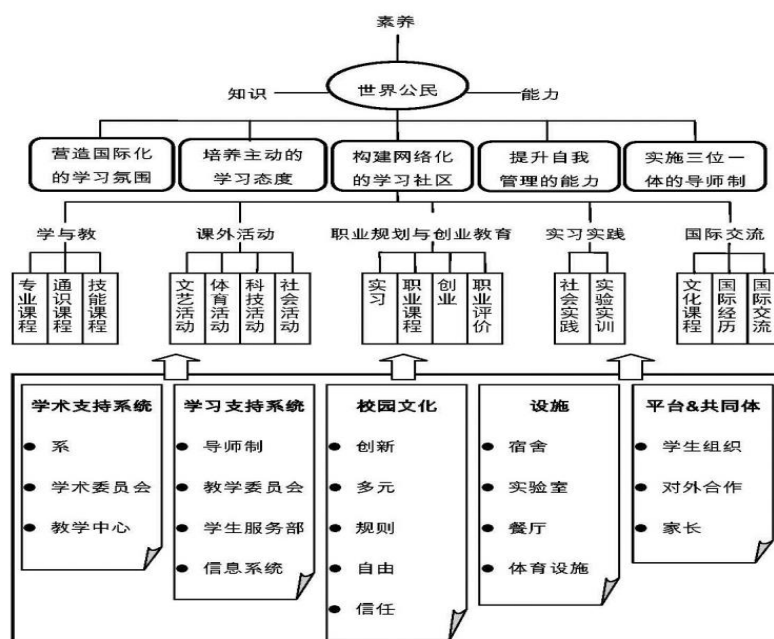 素养
知识
世界公民
能力
营造国际化
的学习氛围
培养主动的
学习态度
构建网络化
的学习社区
提升自我
管理的能力
实施三位一
体的导师制
学与教
课外活动
职业规划与创业教育
实习实践
国际交流
专业课程
通识课程
技能课程
文艺活动
体育活动
科技活动
社会活动
实习
职业课程
创业
职业评价
社会实践
实验实训
文化课程
国际经历
国际交流
学术支持系统
● 系
● 学术委员会
● 教学中心
学习支持系统
● 导师制
● 教学委员会
● 学生服务部
● 信息系统
校园文化
● 创新
● 多元
● 规则
● 自由
● 信任
设施
● 宿舍
● 实验室
● 餐厅
● 体育设施
平台&共同体
● 学生组织
● 对外合作
● 家长